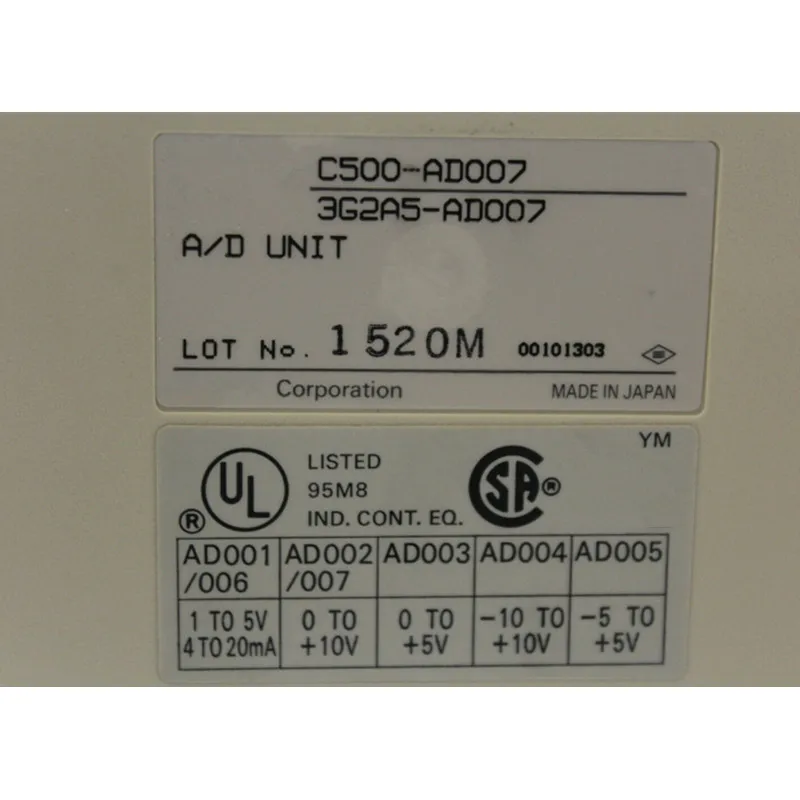 C500-AD007
3G2A5-AD007
A/D UNIT
LOT No. 1520M 00101303
Corporation MADE IN JAPAN
YM
UL LISTED SA ®
95M8
® IND. CONT. EQ.
AD001 AD002 AD003 AD004 AD005
/006 /007
1 TO 5V 0 TO 0 TO -10 TO -5 TO
4 TO 20mA +10V +5V +10V +5V